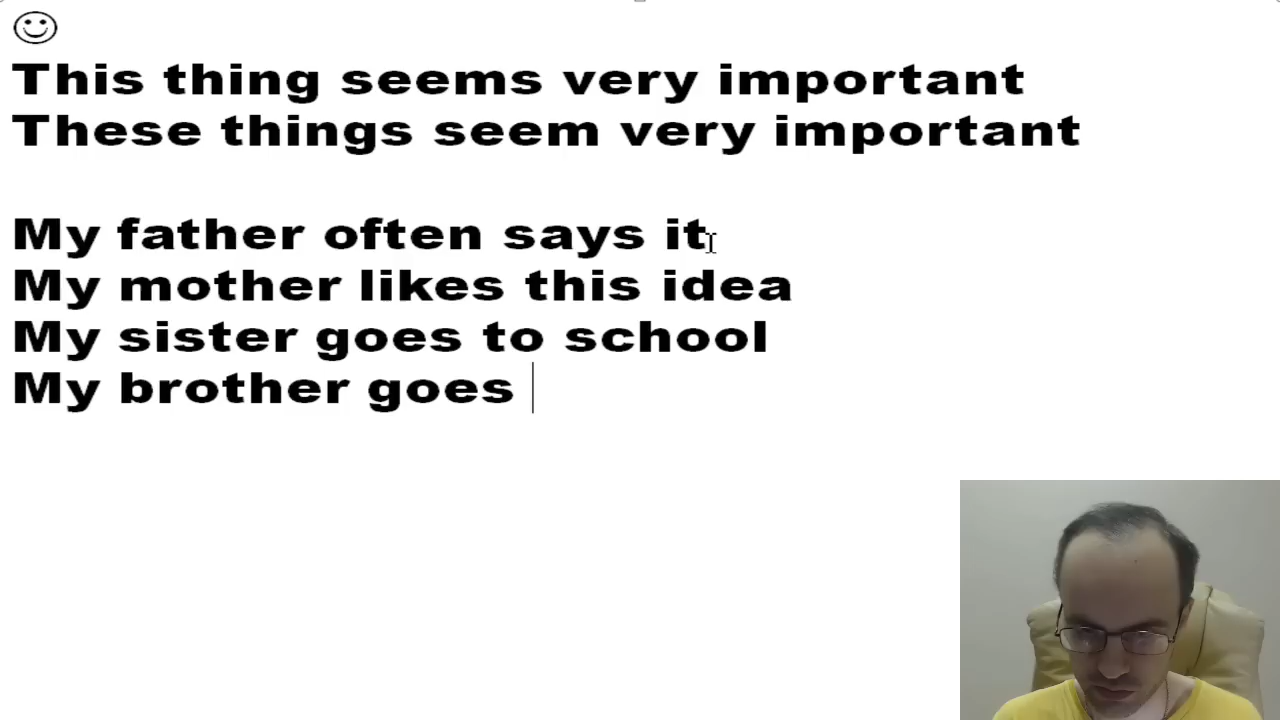 This thing seems very important
These things seem very important
My father often says it
My mother likes this idea
My sister goes to school
My brother goes